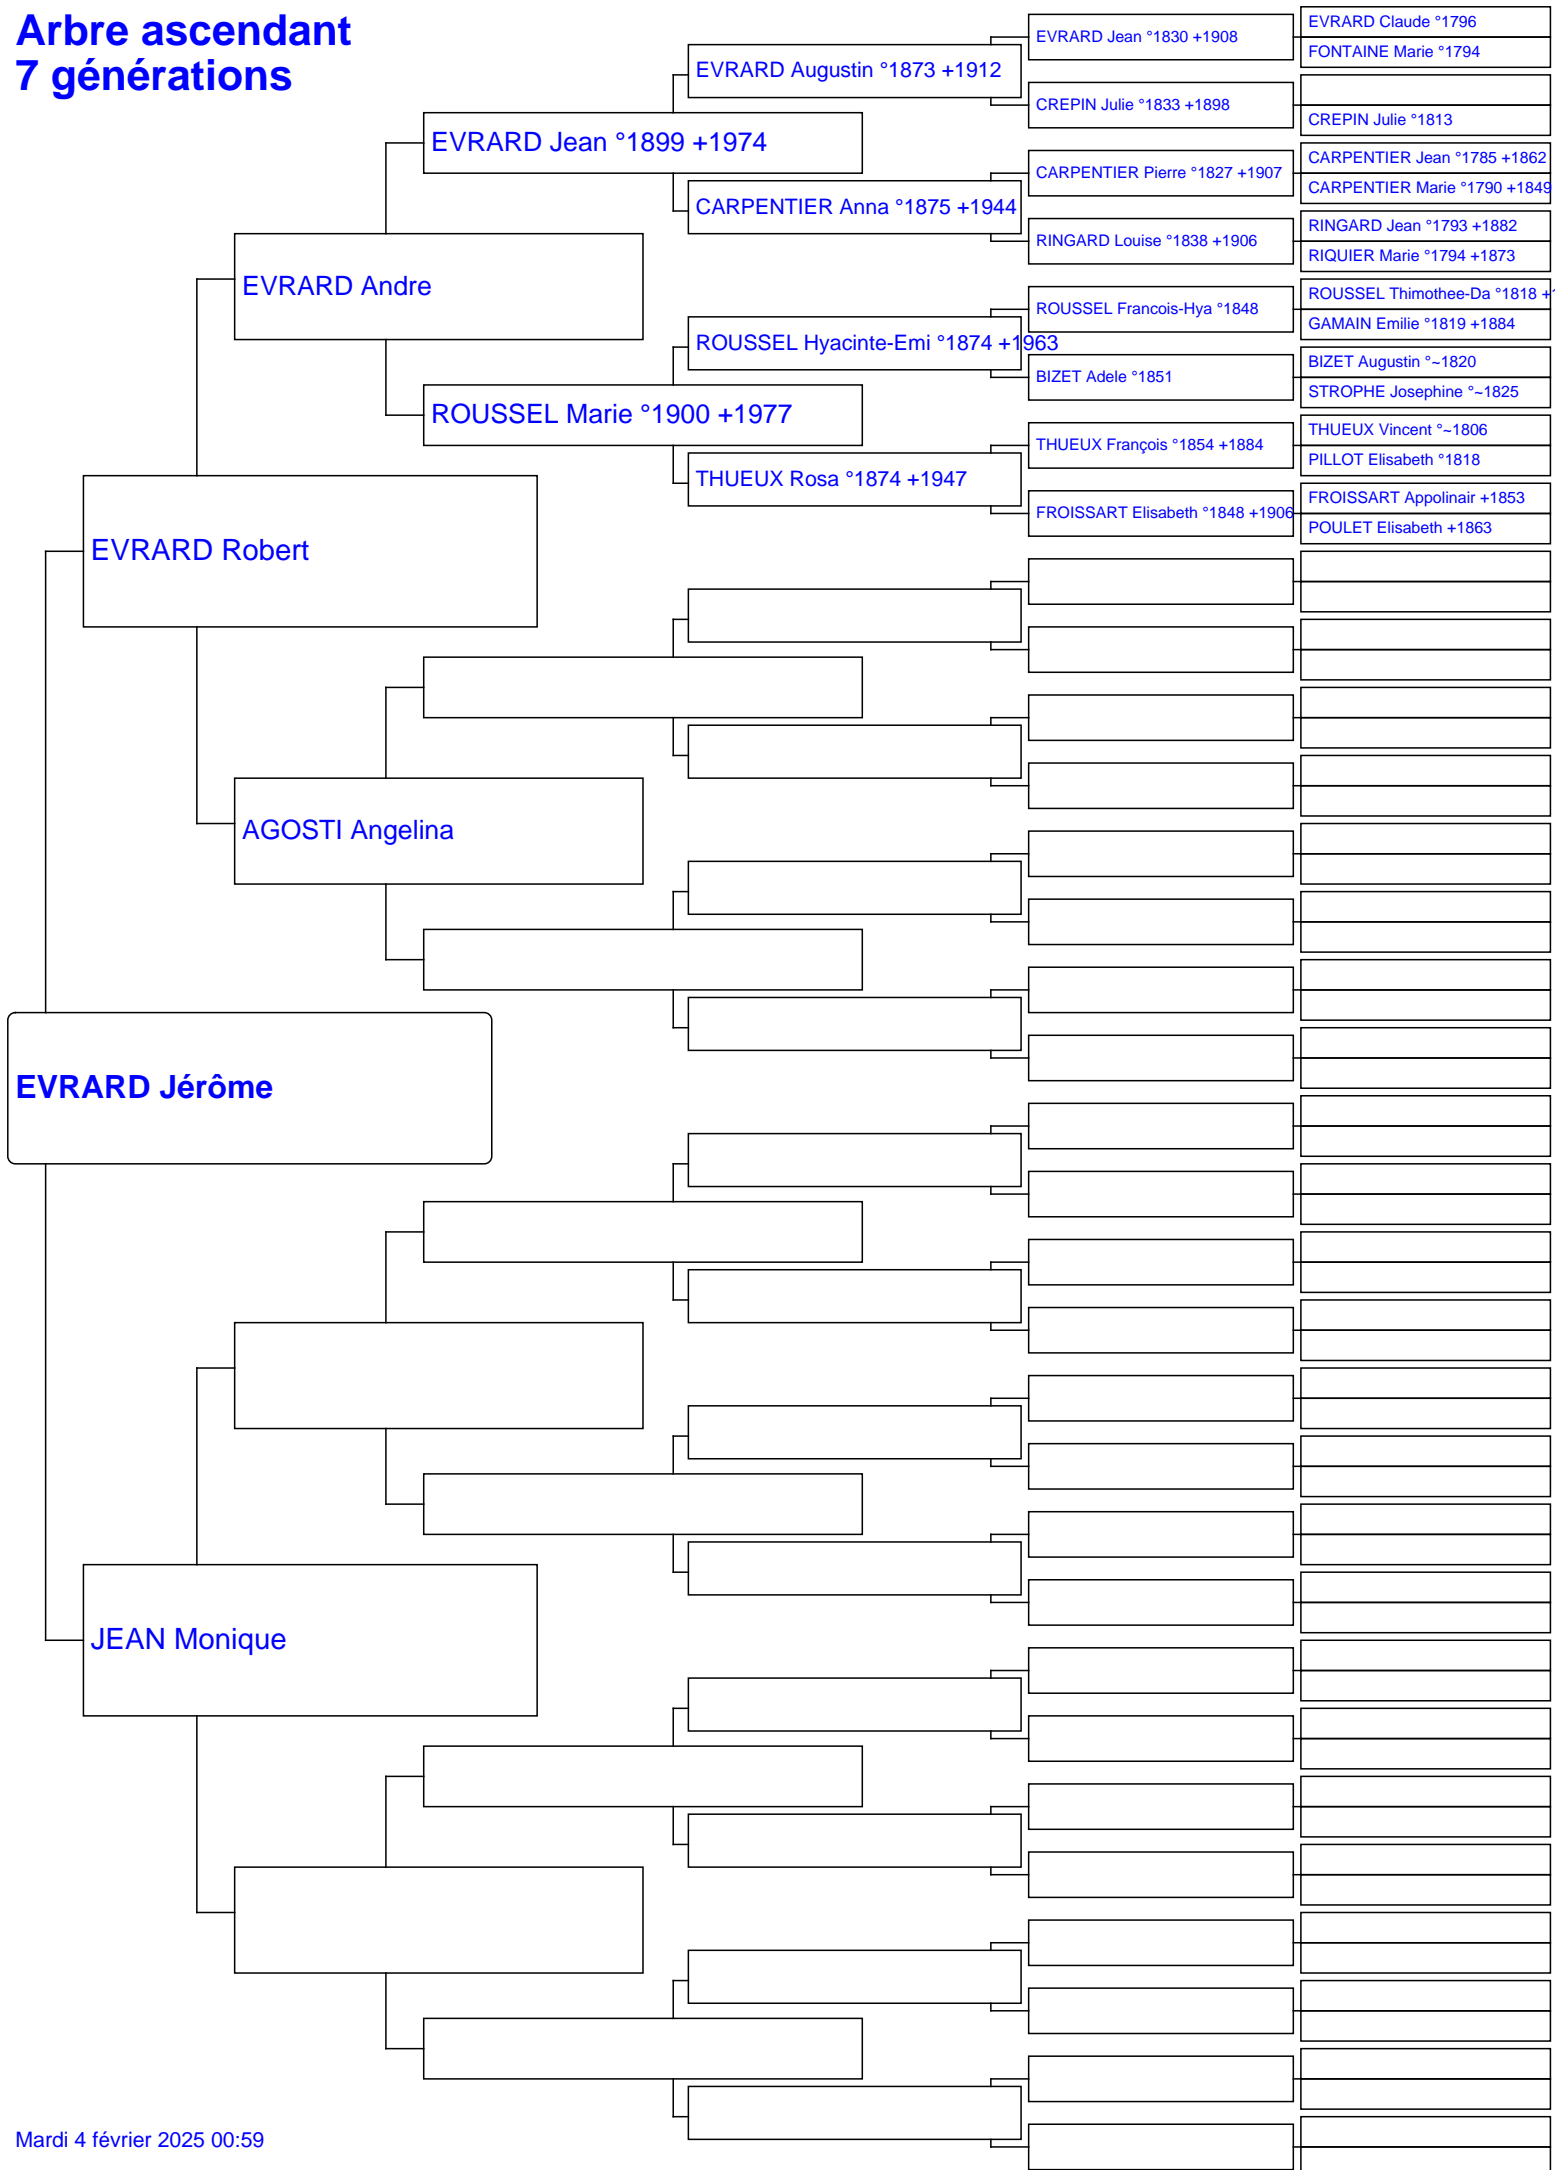 Arbre ascendant
7 générations
EVRARD Jérôme
EVRARD Robert
JEAN Monique
EVRARD Andre
AGOSTI Angelina
EVRARD Jean °1899 +1974
ROUSSEL Marie °1900 +1977
EVRARD Augustin °1873 +1912
CARPENTIER Anna °1875 +1944
ROUSSEL Hyacinte-Emi °1874 +1963
THUEUX Rosa °1874 +1947
EVRARD Jean °1830 +1908
CREPIN Julie °1833 +1898
CARPENTIER Pierre °1827 +1907
RINGARD Louise °1838 +1906
ROUSSEL Francois-Hya °1848
BIZET Adele °1851
THUEUX François °1854 +1884
FROISSART Elisabeth °1848 +1906
EVRARD Claude °1796
FONTAINE Marie °1794
CREPIN Julie °1813
CARPENTIER Jean °1785 +1862
CARPENTIER Marie °1790 +1849
RINGARD Jean °1793 +1882
RIQUIER Marie °1794 +1873
ROUSSEL Thimothee-Da °1818
GAMAIN Emilie °1819 +1884
BIZET Augustin °~1820
STROPHE Josephine °~1825
THUEUX Vincent °~1806
PILLOT Elisabeth °1818
FROISSART Appolinair +1853
POULET Elisabeth +1863
Mardi 4 février 2025 00:59